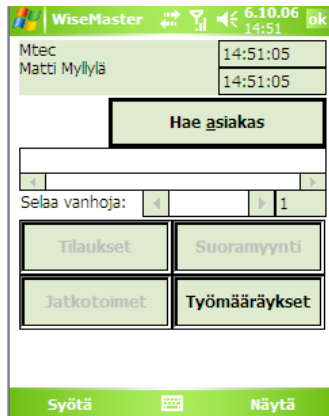 WiseMaster 6.10.06 ok
14:51
Mtec 14:51:05
Matti Myllylä
14:51:05
Hae asiakas
Selaa vanhoja: 1
Tilaukset Suoramyynti
Jatkotoimet Työmääräykset
Syötä Näytä